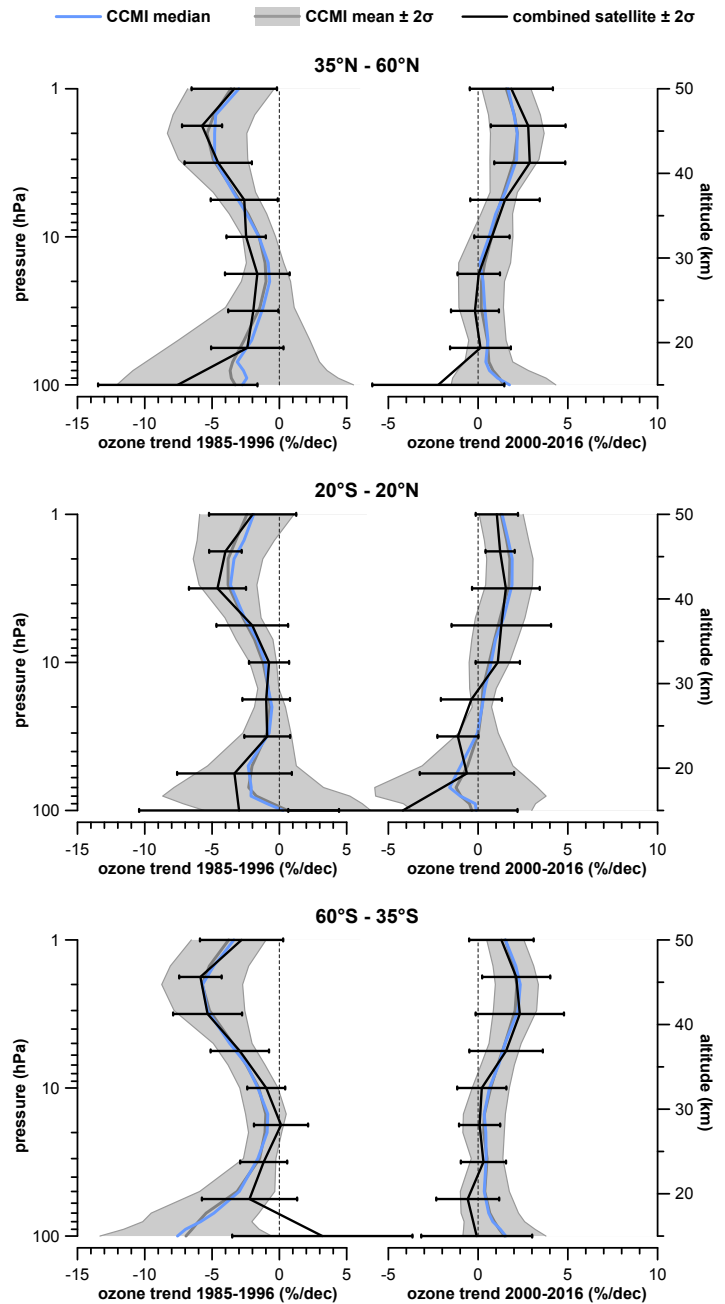 CCMI median CCMI mean ± 2σ combined satellite ± 2σ
35°N - 60°N
1 50
40
10 30
20
100
pressure (hPa) altitude (km)
-15 -10 -5 0 5 -5 0 5 10
ozone trend 1985-1996 (%/dec) ozone trend 2000-2016 (%/dec)
20°S - 20°N
1 50
40
10 30
20
100
pressure (hPa) altitude (km)
-15 -10 -5 0 5 -5 0 5 10
ozone trend 1985-1996 (%/dec) ozone trend 2000-2016 (%/dec)
60°S - 35°S
1 50
40
10 30
20
100
pressure (hPa) altitude (km)
-15 -10 -5 0 5 -5 0 5 10
ozone trend 1985-1996 (%/dec) ozone trend 2000-2016 (%/dec)